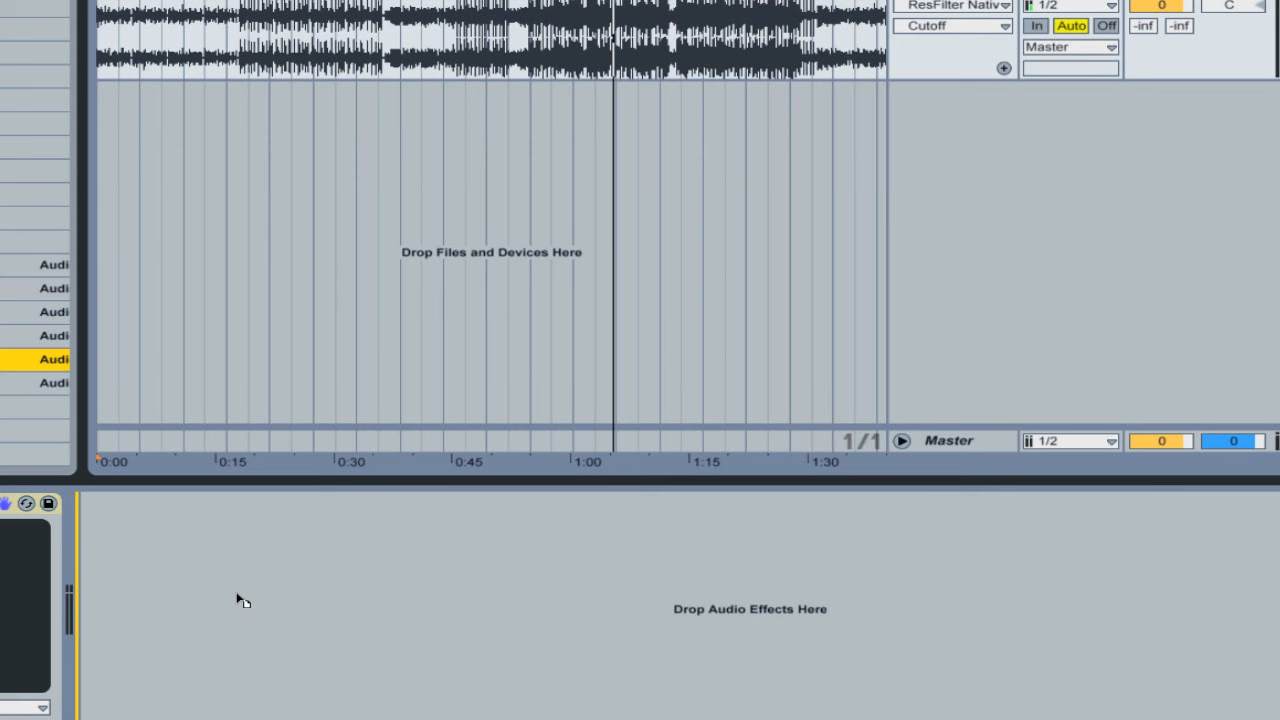 ResFilter Nativ
1/2
0
C
Cutoff
In
Auto
Off
-inf
-inf
Master
Drop Files and Devices Here
Audi
Audi
Audi
Audi
Audi
Audi
1/1
Master
1/2
0
0
0:00
0:15
0:30
0:45
1:00
1:15
1:30
Drop Audio Effects Here